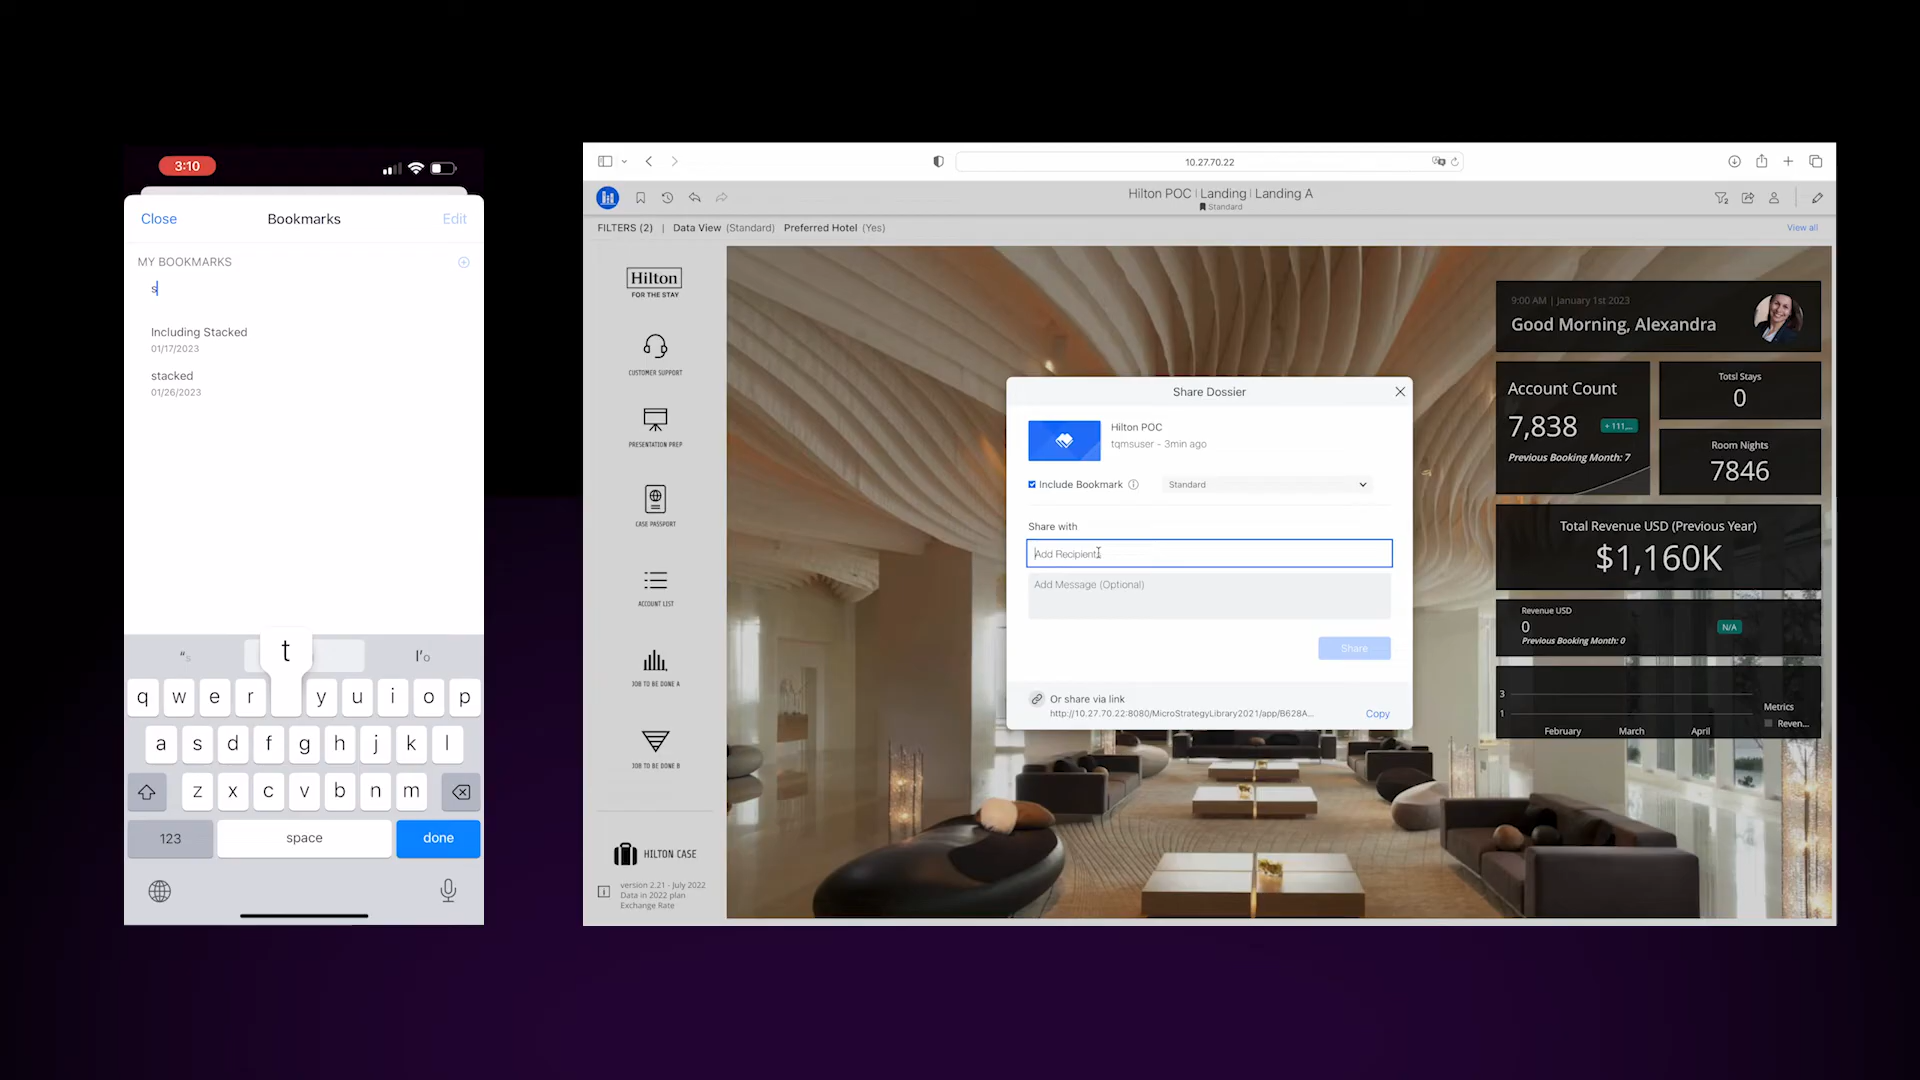 3:10
Close
Bookmarks
Edit
MY BOOKMARKS
s
Including Stacked
01/17/2023
stacked
01/26/2023
"s
I'o
t
q w e r y u i o p
a s d f g h j k l
z x c v b n m
123
space
done
10.27.70.22
Hilton POC | Landing | Landing A
Standard
FILTERS (2) | Data View (Standard) Preferred Hotel (Yes)
View all
Hilton
FOR THE STAY
CUSTOMER SUPPORT
PRESENTATION PREP
CASE PASSPORT
ACCOUNT LIST
JOB TO BE DONE A
JOB TO BE DONE B
HILTON CASE
version 2.21 - July 2022
Data in 2022 plan
Exchange Rate
Share Dossier
Hilton POC
tqmsuser - 3min ago
Include Bookmark
Standard
Share with
Add Recipients
Add Message (Optional)
Share
Or share via link
http://10.27.70.22:8080/MicroStrategyLibrary2021/app/B628A...
Copy
9:00 AM | January 1st 2023
Good Morning, Alexandra
Account Count
7,838
+ 111,...
Previous Booking Month: 7
Totsl Stays
0
Room Nights
7846
Total Revenue USD (Previous Year)
$1,160K
Revenue USD
0
N/A
Previous Booking Month: 0
3
1
February
March
April
Metrics
Reven...